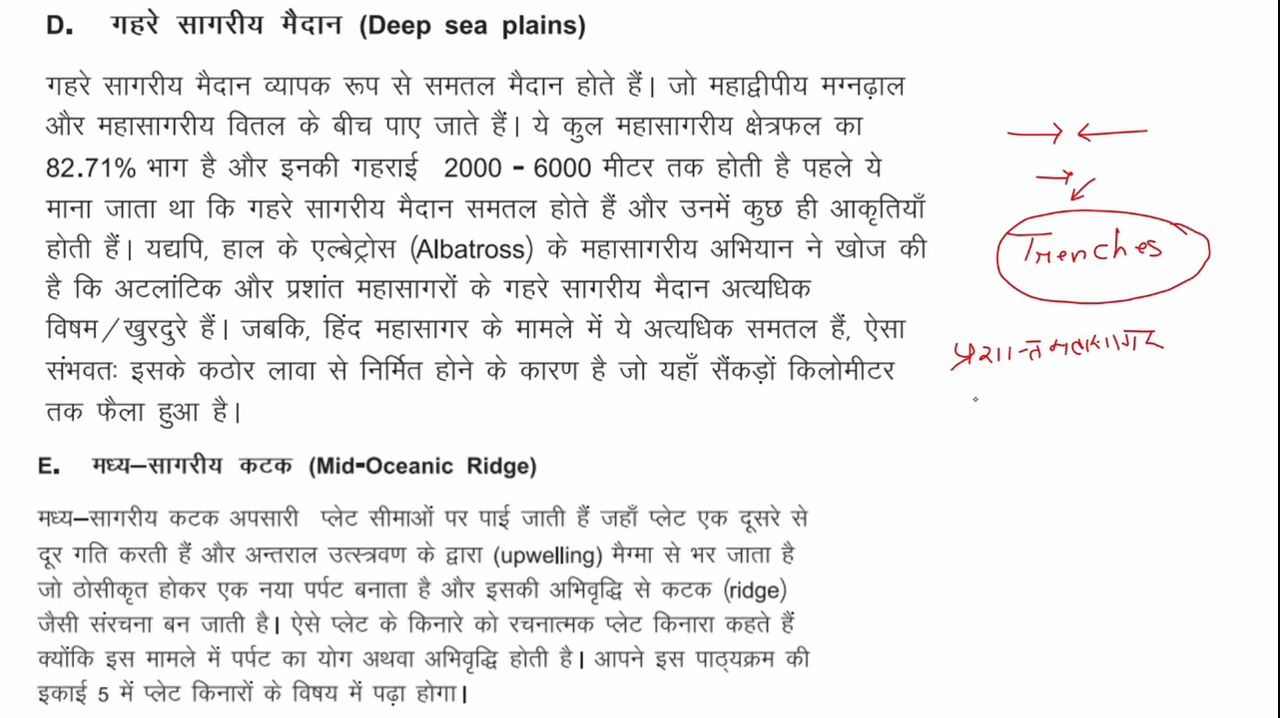 D. गहरे सागरीय मैदान (Deep sea plains)
गहरे सागरीय मैदान व्यापक रूप से समतल मैदान होते हैं। जो महाद्वीपीय मग्नढ़ाल
और महासागरीय वितल के बीच पाए जाते हैं। ये कुल महासागरीय क्षेत्रफल का
82.71% भाग है और इनकी गहराई 2000 - 6000 मीटर तक होती है पहले ये
माना जाता था कि गहरे सागरीय मैदान समतल होते हैं और उनमें कुछ ही आकृतियाँ
होती हैं। यद्यपि, हाल के एल्बेट्रोस (Albatross) के महासागरीय अभियान ने खोज की
है कि अटलांटिक और प्रशांत महासागरों के गहरे सागरीय मैदान अत्यधिक
विषम/खुरदुरे हैं। जबकि, हिंद महासागर के मामले में ये अत्यधिक समतल हैं, ऐसा
संभवतः इसके कठोर लावा से निर्मित होने के कारण है जो यहाँ सैंकड़ों किलोमीटर
तक फैला हुआ है।
Trenches
प्रशान्त महासागर
E. मध्य–सागरीय कटक (Mid-Oceanic Ridge)
मध्य–सागरीय कटक अपसारी प्लेट सीमाओं पर पाई जाती हैं जहाँ प्लेट एक दूसरे से
दूर गति करती हैं और अन्तराल उत्स्त्रवण के द्वारा (upwelling) मैग्मा से भर जाता है
जो ठोसीकृत होकर एक नया पर्पट बनाता है और इसकी अभिवृद्धि से कटक (ridge)
जैसी संरचना बन जाती है। ऐसे प्लेट के किनारे को रचनात्मक प्लेट किनारा कहते हैं
क्योंकि इस मामले में पर्पट का योग अथवा अभिवृद्धि होती है। आपने इस पाठ्यक्रम की
इकाई 5 में प्लेट किनारों के विषय में पढ़ा होगा।